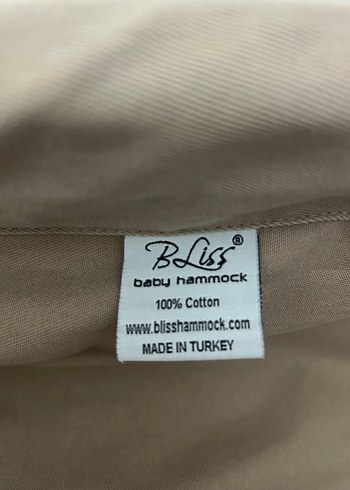 BLiss®
baby hammock
100% Cotton
www.blisshammock.com
MADE IN TURKEY